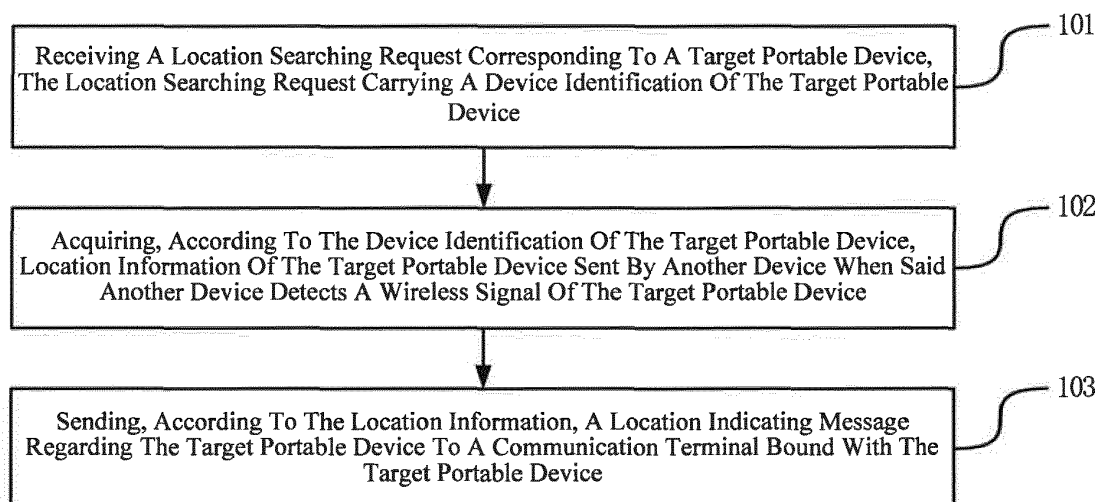 101
Receiving A Location Searching Request Corresponding To A Target Portable Device,
The Location Searching Request Carrying A Device Identification Of The Target Portable
Device
102
Acquiring, According To The Device Identification Of The Target Portable Device,
Location Information Of The Target Portable Device Sent By Another Device When Said
Another Device Detects A Wireless Signal Of The Target Portable Device
103
Sending, According To The Location Information, A Location Indicating Message
Regarding The Target Portable Device To A Communication Terminal Bound With The
Target Portable Device